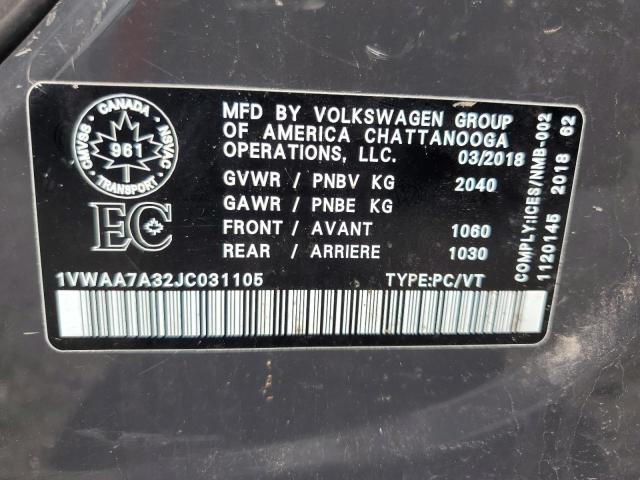 CANADA
CMVSS
NSVAC
961
TRANSPORT
EC
MFD BY VOLKSWAGEN GROUP
OF AMERICA CHATTANOOGA
OPERATIONS, LLC. 03/2018
GVWR / PNBV KG 2040
GAWR / PNBE KG
FRONT / AVANT 1060
REAR / ARRIERE 1030
1VWAA7A32JC031105 TYPE:PC/VT
COMPLY:ICES/NMB-002
1120145 2018 62